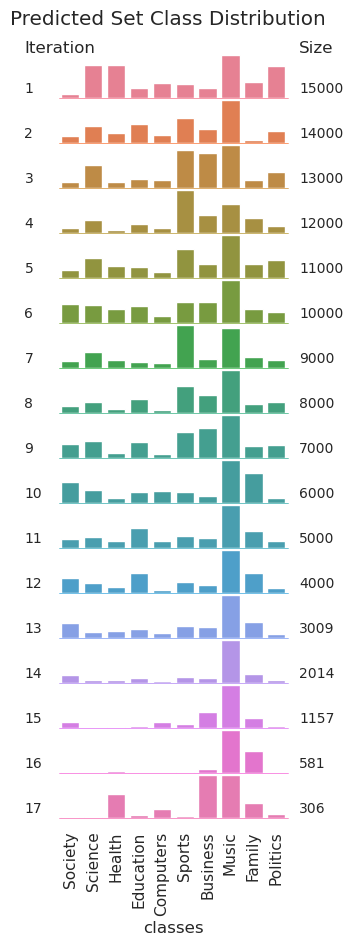 Predicted Set Class Distribution
Iteration Size
1 15000
2 14000
3 13000
4 12000
5 11000
6 10000
7 9000
8 8000
9 7000
10 6000
11 5000
12 4000
13 3009
14 2014
15 1157
16 581
17 306
Society
Science
Health
Education
Computers
Sports
Business
Music
Family
Politics
classes